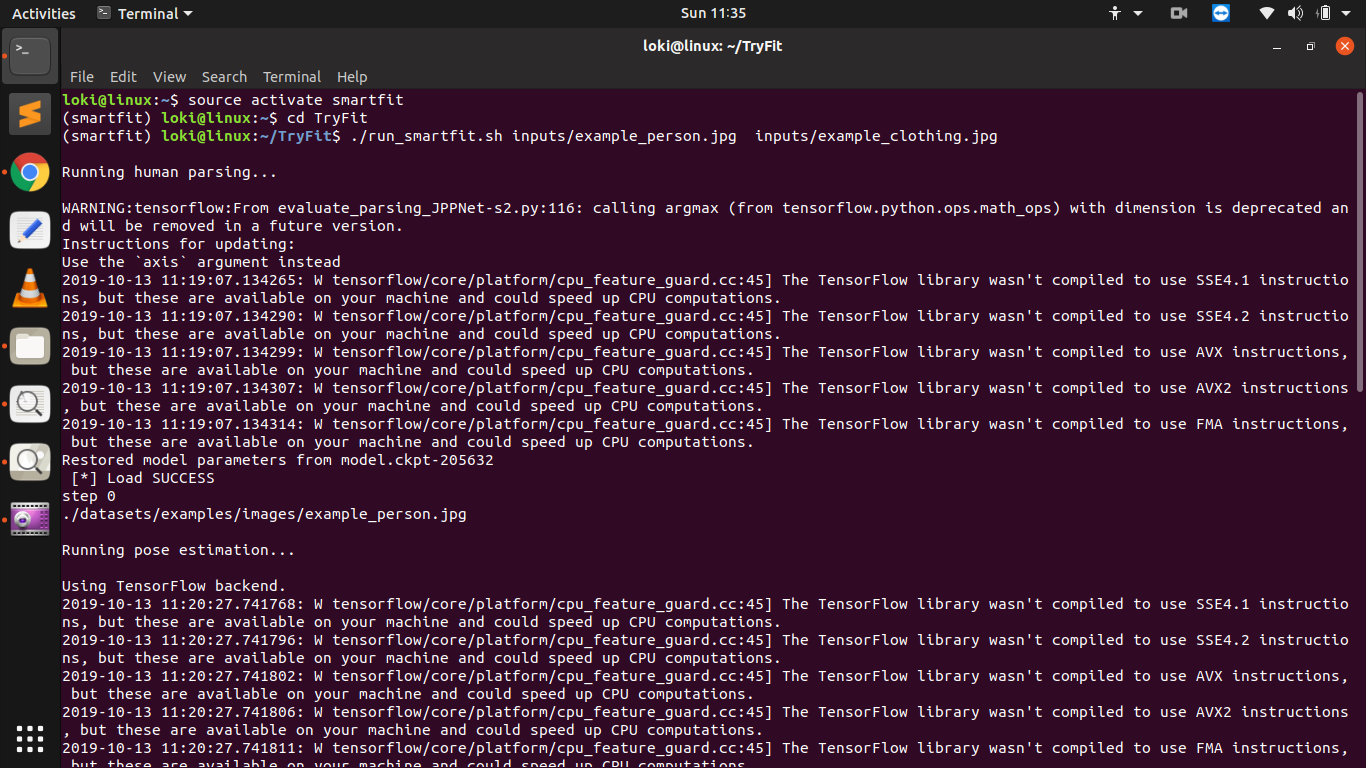 Activities Terminal Sun 11:35
loki@linux: ~/TryFit
File Edit View Search Terminal Help
loki@linux:~$ source activate smartfit
(smartfit) loki@linux:~$ cd TryFit
(smartfit) loki@linux:~/TryFit$ ./run_smartfit.sh inputs/example_person.jpg  inputs/example_clothing.jpg
Running human parsing...
WARNING:tensorflow:From evaluate_parsing_JPPNet-s2.py:116: calling argmax (from tensorflow.python.ops.math_ops) with dimension is deprecated an
d will be removed in a future version.
Instructions for updating:
Use the `axis` argument instead
2019-10-13 11:19:07.134265: W tensorflow/core/platform/cpu_feature_guard.cc:45] The TensorFlow library wasn't compiled to use SSE4.1 instructio
ns, but these are available on your machine and could speed up CPU computations.
2019-10-13 11:19:07.134290: W tensorflow/core/platform/cpu_feature_guard.cc:45] The TensorFlow library wasn't compiled to use SSE4.2 instructio
ns, but these are available on your machine and could speed up CPU computations.
2019-10-13 11:19:07.134299: W tensorflow/core/platform/cpu_feature_guard.cc:45] The TensorFlow library wasn't compiled to use AVX instructions,
 but these are available on your machine and could speed up CPU computations.
2019-10-13 11:19:07.134307: W tensorflow/core/platform/cpu_feature_guard.cc:45] The TensorFlow library wasn't compiled to use AVX2 instructions
, but these are available on your machine and could speed up CPU computations.
2019-10-13 11:19:07.134314: W tensorflow/core/platform/cpu_feature_guard.cc:45] The TensorFlow library wasn't compiled to use FMA instructions,
 but these are available on your machine and could speed up CPU computations.
Restored model parameters from model.ckpt-205632
 [*] Load SUCCESS
step 0
./datasets/examples/images/example_person.jpg
Running pose estimation...
Using TensorFlow backend.
2019-10-13 11:20:27.741768: W tensorflow/core/platform/cpu_feature_guard.cc:45] The TensorFlow library wasn't compiled to use SSE4.1 instructio
ns, but these are available on your machine and could speed up CPU computations.
2019-10-13 11:20:27.741796: W tensorflow/core/platform/cpu_feature_guard.cc:45] The TensorFlow library wasn't compiled to use SSE4.2 instructio
ns, but these are available on your machine and could speed up CPU computations.
2019-10-13 11:20:27.741802: W tensorflow/core/platform/cpu_feature_guard.cc:45] The TensorFlow library wasn't compiled to use AVX instructions,
 but these are available on your machine and could speed up CPU computations.
2019-10-13 11:20:27.741806: W tensorflow/core/platform/cpu_feature_guard.cc:45] The TensorFlow library wasn't compiled to use AVX2 instructions
, but these are available on your machine and could speed up CPU computations.
2019-10-13 11:20:27.741811: W tensorflow/core/platform/cpu_feature_guard.cc:45] The TensorFlow library wasn't compiled to use FMA instructions,
 but these are available on your machine and could speed up CPU computations.